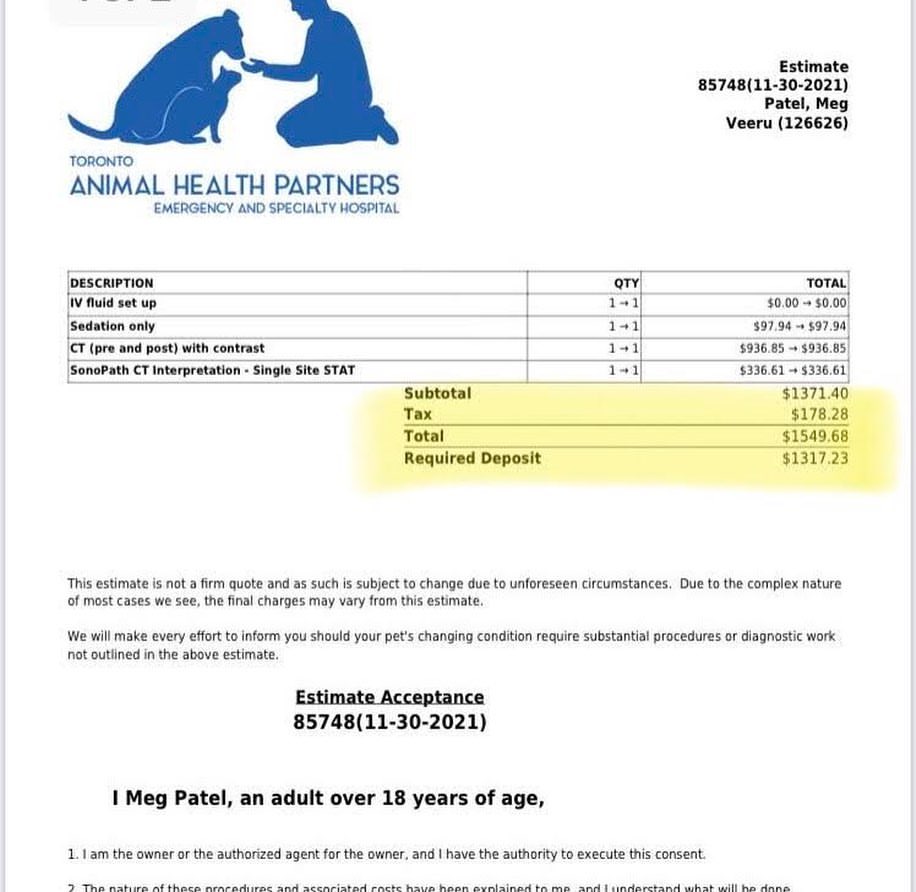 Estimate
85748(11-30-2021)
Patel, Meg
Veeru (126626)
TORONTO
ANIMAL HEALTH PARTNERS
EMERGENCY AND SPECIALTY HOSPITAL
DESCRIPTION QTY TOTAL
IV fluid set up 1→1 $0.00 → $0.00
Sedation only 1→1 $97.94 → $97.94
CT (pre and post) with contrast 1→1 $936.85 → $936.85
SonoPath CT Interpretation - Single Site STAT 1→1 $336.61 → $336.61
Subtotal $1371.40
Tax $178.28
Total $1549.68
Required Deposit $1317.23
This estimate is not a firm quote and as such is subject to change due to unforeseen circumstances. Due to the complex nature
of most cases we see, the final charges may vary from this estimate.
We will make every effort to inform you should your pet's changing condition require substantial procedures or diagnostic work
not outlined in the above estimate.
Estimate Acceptance
85748(11-30-2021)
I Meg Patel, an adult over 18 years of age,
1. I am the owner or the authorized agent for the owner, and I have the authority to execute this consent.
2. The nature of these procedures and associated costs have been explained to me, and I understand what will be done